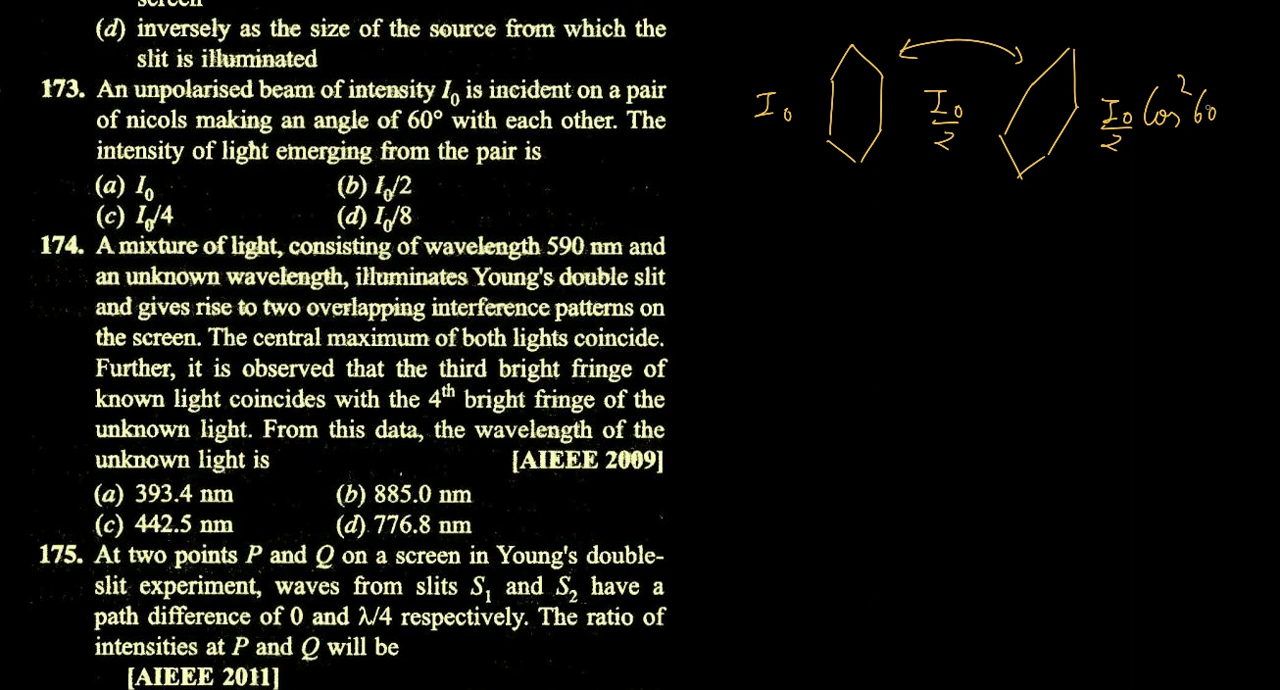 screen
(d) inversely as the size of the source from which the
slit is illuminated
173. An unpolarised beam of intensity I₀ is incident on a pair
of nicols making an angle of 60° with each other. The
intensity of light emerging from the pair is
(a) I₀ (b) I₀/2
(c) I₀/4 (d) I₀/8
174. A mixture of light, consisting of wavelength 590 nm and
an unknown wavelength, illuminates Young's double slit
and gives rise to two overlapping interference patterns on
the screen. The central maximum of both lights coincide.
Further, it is observed that the third bright fringe of
known light coincides with the 4th bright fringe of the
unknown light. From this data, the wavelength of the
unknown light is [AIEEE 2009]
(a) 393.4 nm (b) 885.0 nm
(c) 442.5 nm (d) 776.8 nm
175. At two points P and Q on a screen in Young's double-
slit experiment, waves from slits S₁ and S₂ have a
path difference of 0 and λ/4 respectively. The ratio of
intensities at P and Q will be
[AIEEE 2011]
I₀ I₀/2 I₀/2 Cos² 60